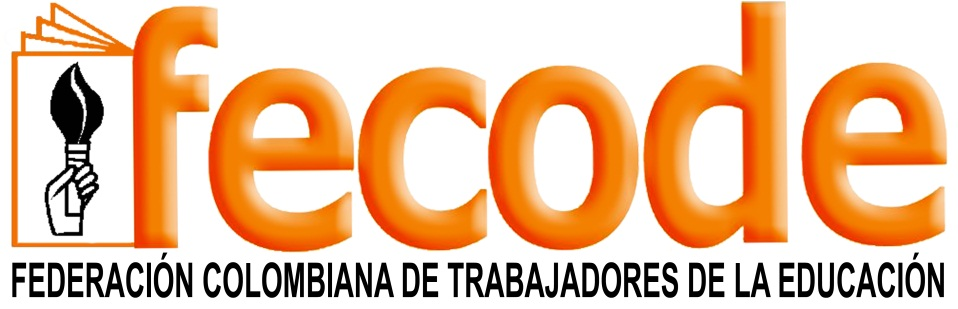 fecode
FEDERACIÓN COLOMBIANA DE TRABAJADORES DE LA EDUCACIÓN